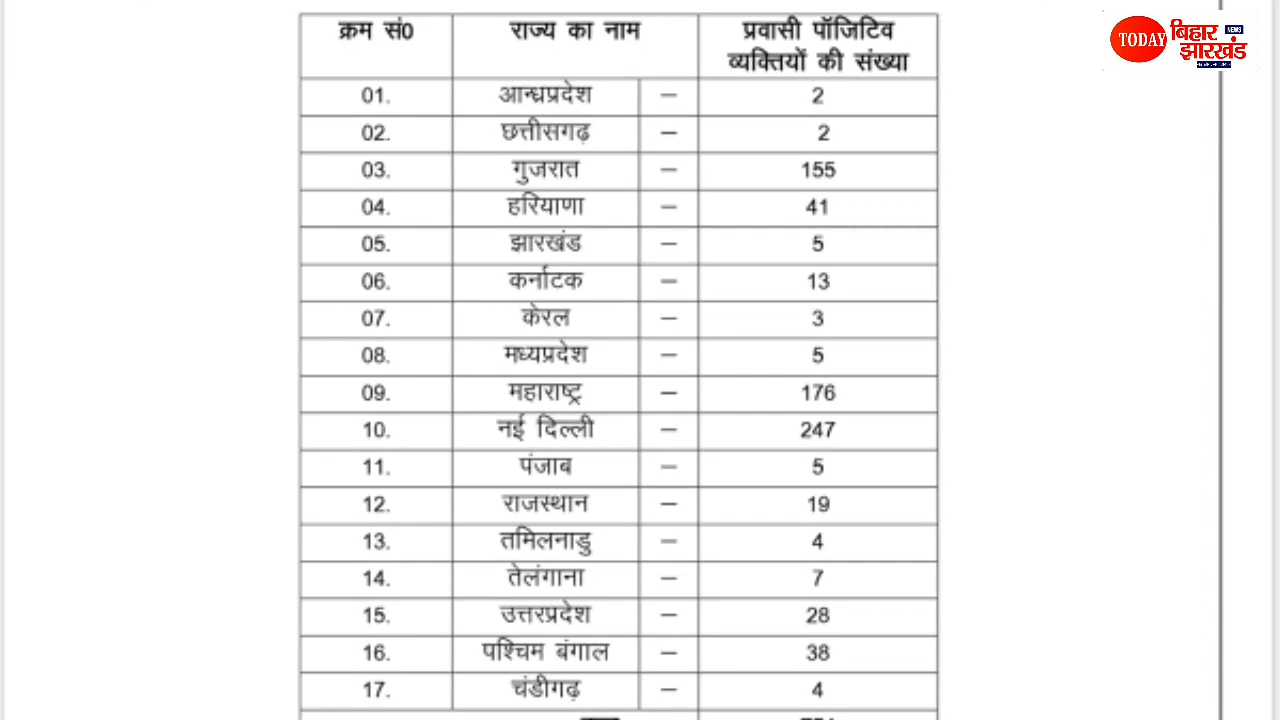 क्रम सं0 राज्य का नाम प्रवासी पॉजिटिव
व्यक्तियों की संख्या
01. आन्ध्रप्रदेश – 2
02. छत्तीसगढ़ – 2
03. गुजरात – 155
04. हरियाणा – 41
05. झारखंड – 5
06. कर्नाटक – 13
07. केरल – 3
08. मध्यप्रदेश – 5
09. महाराष्ट्र – 176
10. नई दिल्ली – 247
11. पंजाब – 5
12. राजस्थान – 19
13. तमिलनाडु – 4
14. तेलंगाना – 7
15. उत्तरप्रदेश – 28
16. पश्चिम बंगाल – 38
17. चंडीगढ़ – 4
TODAY बिहार NEWS
झारखंड